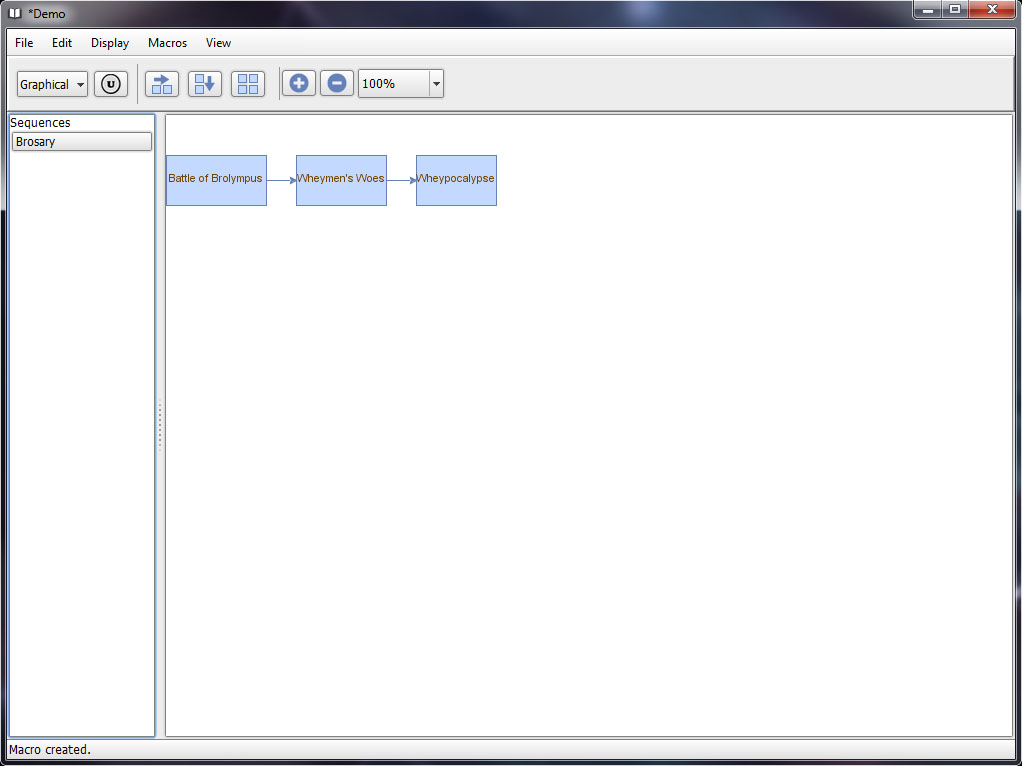 *Demo
File Edit Display Macros View
Graphical U 100%
Sequences
Brosary
Battle of Brolympus Wheymen's Woes Wheypocalypse
Macro created.